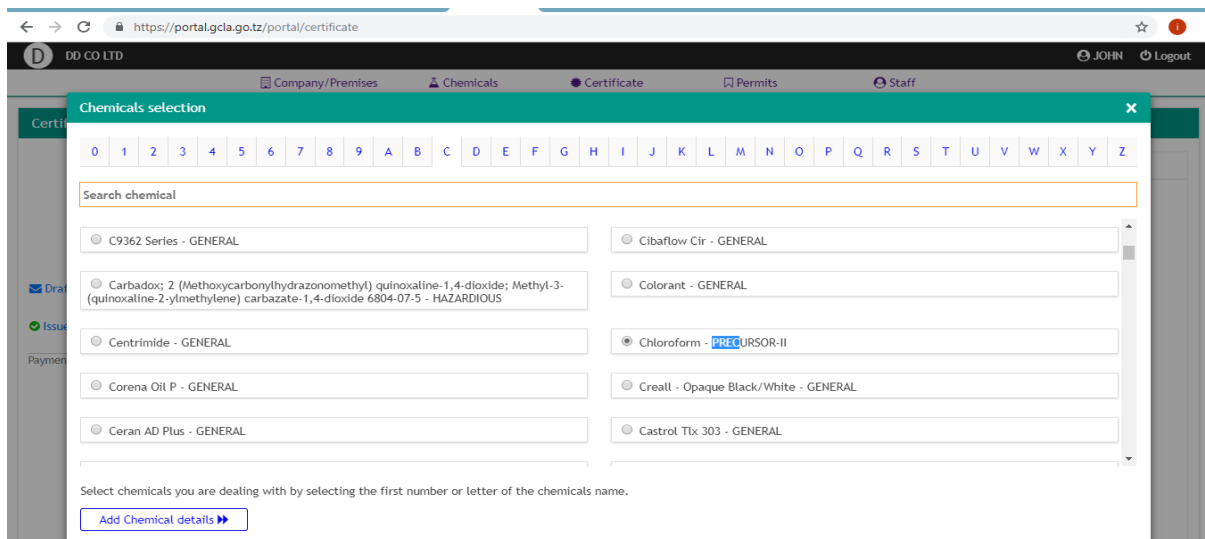 https://portal.gcla.go.tz/portal/certificate
i
D DD CO LTD JOHN Logout
Company/Premises Chemicals Certificate Permits Staff
Certif
Chemicals selection ×
0 1 2 3 4 5 6 7 8 9 A B C D E F G H I J K L M N O P Q R S T U V W X Y Z
Search chemical
C9362 Series - GENERAL
Cibaflow Cir - GENERAL
Carbadox; 2 (Methoxycarbonylhydrazonomethyl) quinoxaline-1,4-dioxide; Methyl-3-
(quinoxaline-2-ylmethylene) carbazate-1,4-dioxide 6804-07-5 - HAZARDIOUS
Colorant - GENERAL
Draf
Issue
Centrimide - GENERAL
Chloroform - PRECURSOR-II
Paymen
Corena Oil P - GENERAL
Creall - Opaque Black/White - GENERAL
Ceran AD Plus - GENERAL
Castrol Tlx 303 - GENERAL
Select chemicals you are dealing with by selecting the first number or letter of the chemicals name.
Add Chemical details